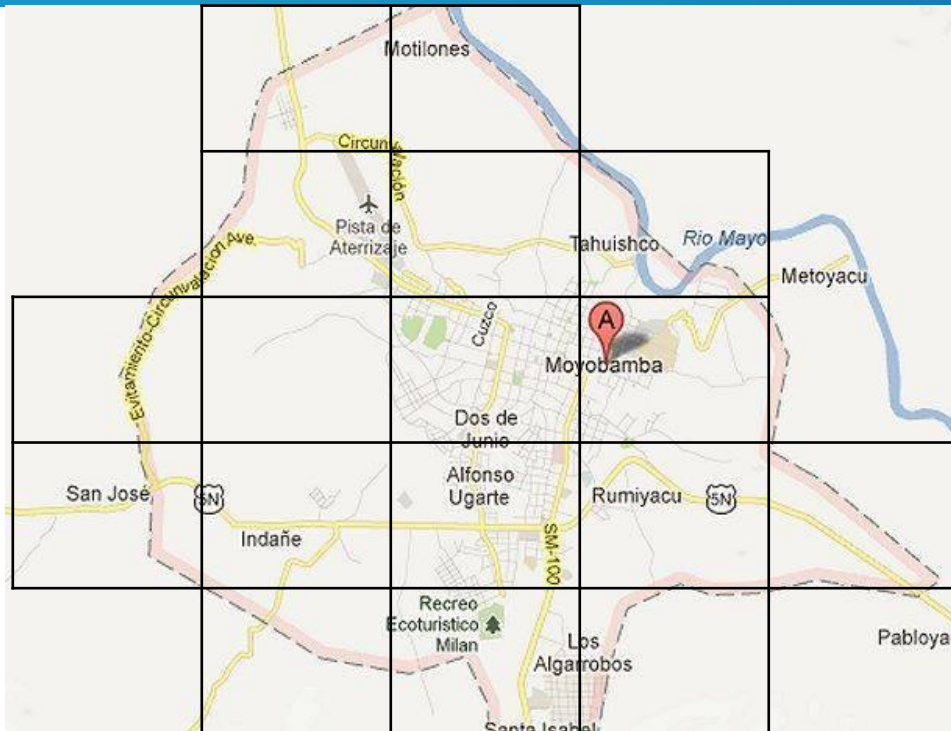 Motilones
Circunvalación
Pista de
Aterrizaje
Tahuishco
Rio Mayo
Evitamiento-Circunvalacion Ave.
Metoyacu
Cuzco
A
Moyobamba
Dos de
Junio
San José
5N
Alfonso
Ugarte
Rumiyacu
5N
Indañe
SM-100
Recreo
Ecoturistico
Milan
Los
Algarrobos
Pabloya
Santa Isabel